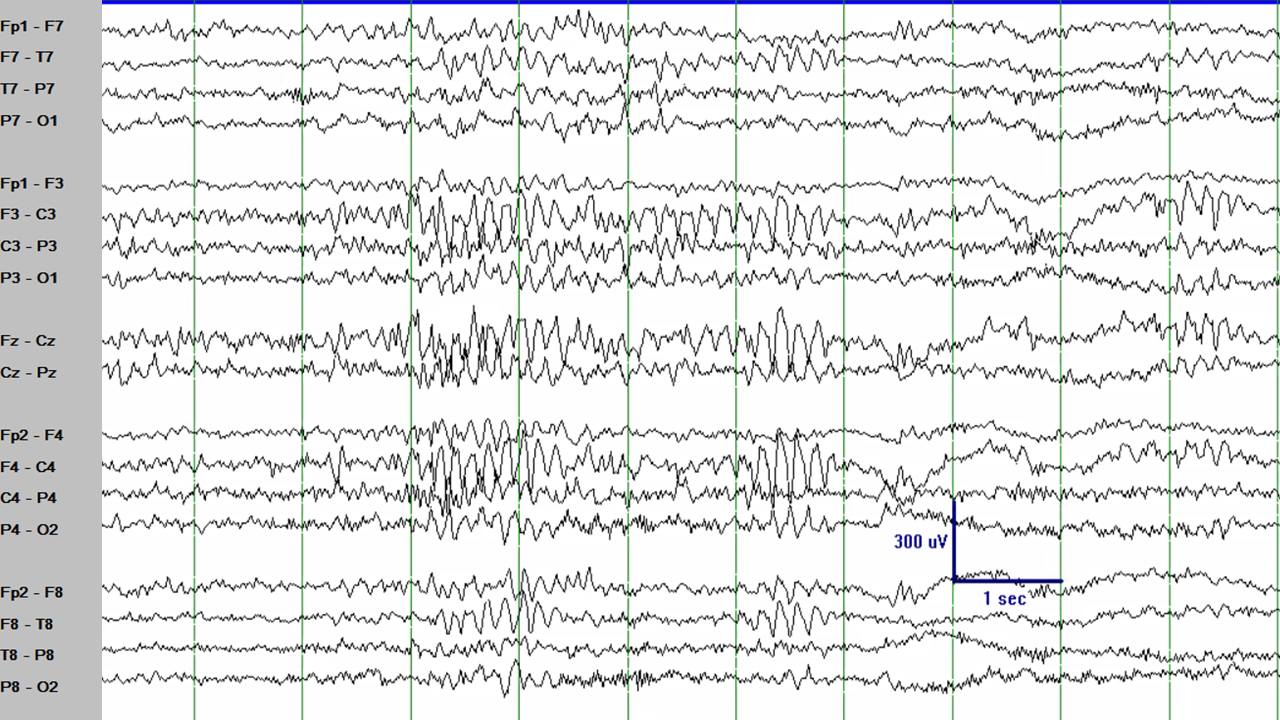 Fp1 - F7
F7 - T7
T7 - P7
P7 - O1
Fp1 - F3
F3 - C3
C3 - P3
P3 - O1
Fz - Cz
Cz - Pz
Fp2 - F4
F4 - C4
C4 - P4
P4 - O2
300 uV
Fp2 - F8
1 sec
F8 - T8
T8 - P8
P8 - O2